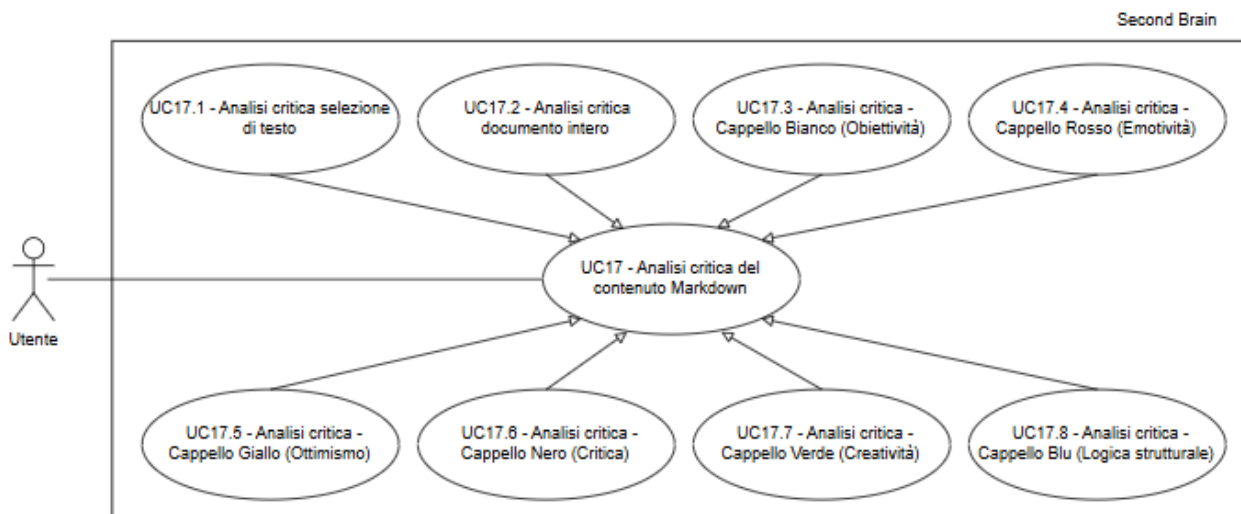 Second Brain
UC17.1 - Analisi critica selezione
di testo
UC17.2 - Analisi critica
documento intero
UC17.3 - Analisi critica -
Cappello Bianco (Obiettività)
UC17.4 - Analisi critica -
Cappello Rosso (Emotività)
UC17 - Analisi critica del
contenuto Markdown
Utente
UC17.5 - Analisi critica -
Cappello Giallo (Ottimismo)
UC17.6 - Analisi critica -
Cappello Nero (Critica)
UC17.7 - Analisi critica -
Cappello Verde (Creatività)
UC17.8 - Analisi critica -
Cappello Blu (Logica strutturale)